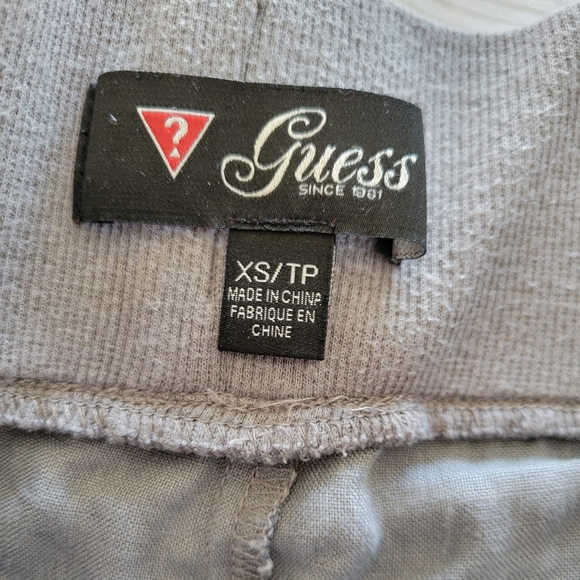 ?
Guess
SINCE 1981
XS/TP
MADE IN CHINA
FABRIQUE EN
CHINE